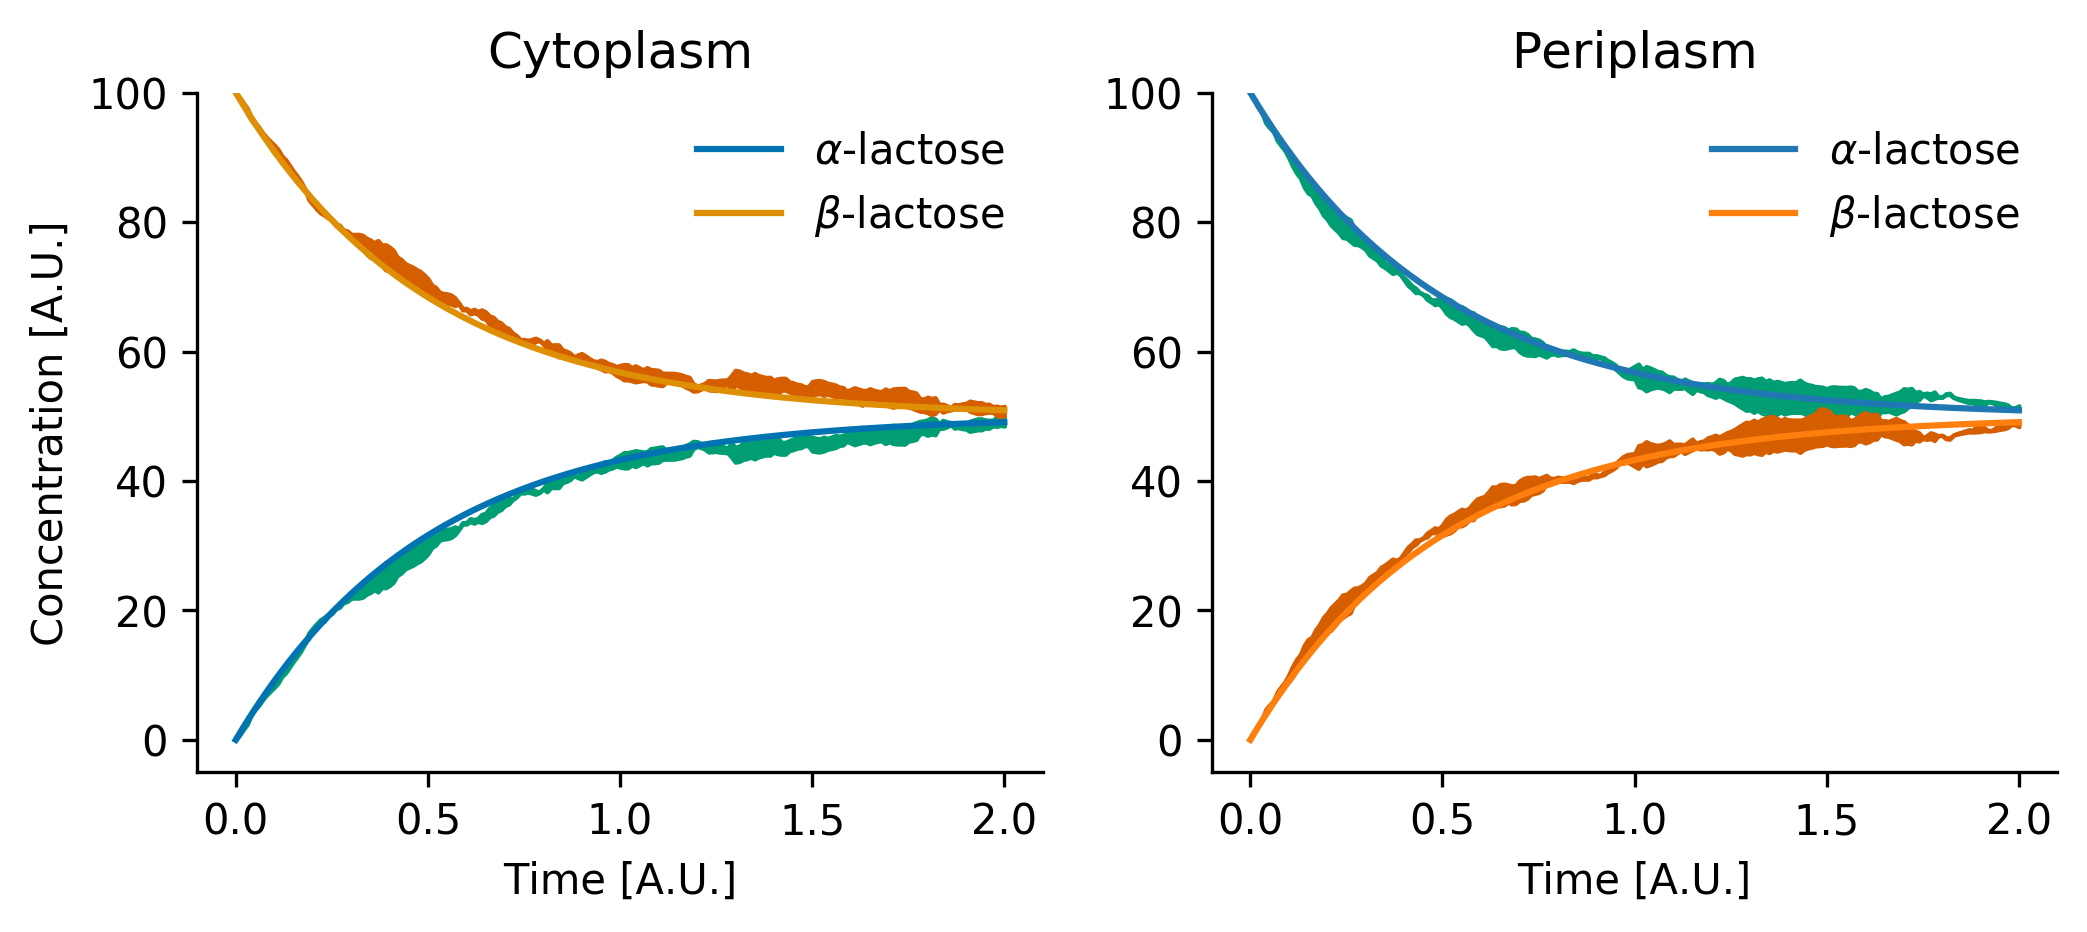 Cytoplasm
Concentration [A.U.]
100
80
60
40
20
0
α-lactose
β-lactose
0.0 0.5 1.0 1.5 2.0
Time [A.U.]
Periplasm
100
80
60
40
20
0
α-lactose
β-lactose
0.0 0.5 1.0 1.5 2.0
Time [A.U.]